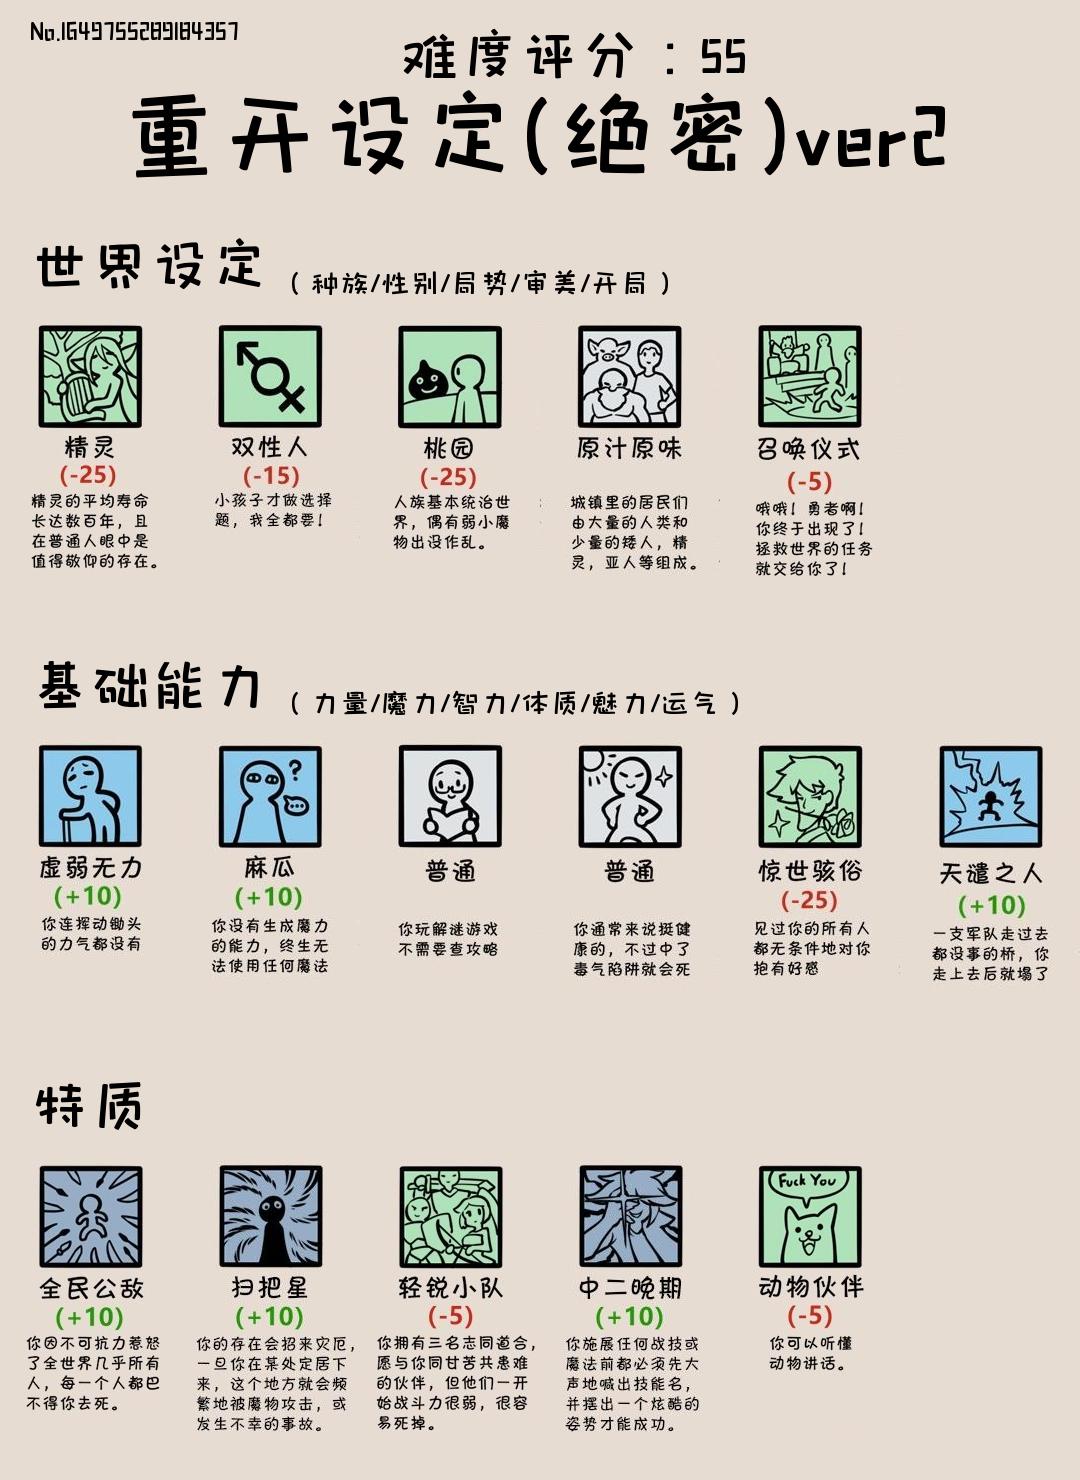 No.1649755289184357
难度评分：55
重开设定(绝密)ver2
世界设定 (种族/性别/局势/审美/开局)
精灵 双性人 桃园 原汁原味 召唤仪式
(-25) (-15) (-25) (-5)
精灵的平均寿命
长达数百年，且
在普通人眼中是
值得敬仰的存在。
小孩子才做选择
题，我全都要！
人族基本统治世
界，偶有弱小魔
物出没作乱。
城镇里的居民们
由大量的人类和
少量的矮人，精
灵，亚人等组成。
哦哦！勇者啊！
你终于出现了！
拯救世界的任务
就交给你了！
基础能力 (力量/魔力/智力/体质/魅力/运气)
虚弱无力 麻瓜 普通 普通 惊世骇俗 天谴之人
(+10) (+10) (-25) (+10)
你连挥动锄头
的力气都没有
你没有生成魔力
的能力，终生无
法使用任何魔法
你玩解谜游戏
不需要查攻略
你通常来说挺健
康的，不过中了
毒气陷阱就会死
见过你的所有人
都无条件地对你
抱有好感
一支军队走过去
都没事的桥，你
走上去后就塌了
特质
Fuck You
全民公敌 扫把星 轻锐小队 中二晚期 动物伙伴
(+10) (+10) (-5) (+10) (-5)
你因不可抗力惹怒
了全世界几乎所有
人，每一个人都巴
不得你去死。
你的存在会招来灾厄，
一旦你在某处定居下
来，这个地方就会频
繁地被魔物攻击，或
发生不幸的事故。
你拥有三名志同道合，
愿与你同甘苦共患难
的伙伴，但他们一开
始战斗力很弱，很容
易死掉。
你施展任何战技或
魔法前都必须先大
声地喊出技能名，
并摆出一个炫酷的
姿势才能成功。
你可以听懂
动物讲话。